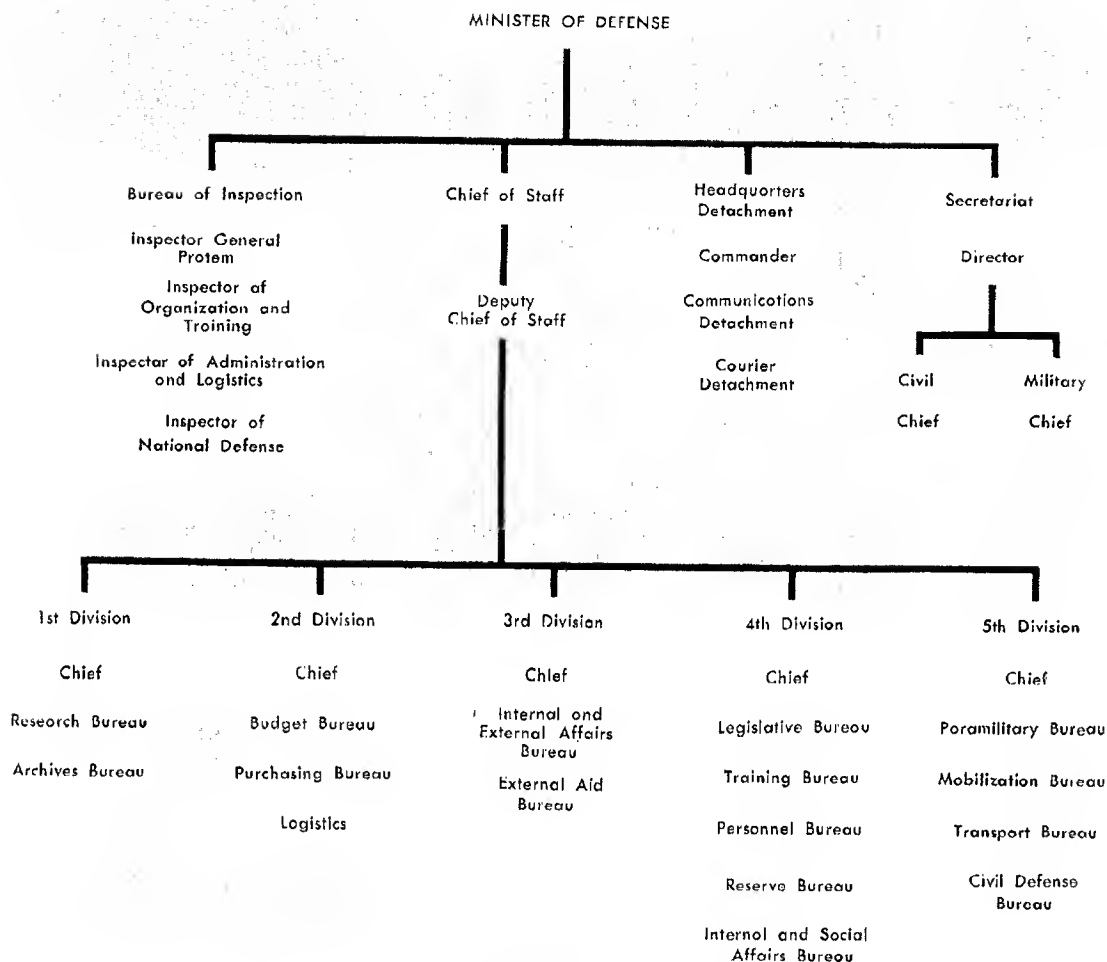 MINISTER OF DEFENSE
Bureau of Inspection
Inspector General
Protem
Inspector of
Organization and
Training
Inspector of Administration
and Logistics
Inspector of
National Defense
Chief of Staff
Deputy
Chief of Staff
Headquarters
Detachment
Commander
Communications
Detachment
Courier
Detachment
Secretariat
Director
Civil
Chief
Military
Chief
1st Division
Chief
Research Bureau
Archives Bureau
2nd Division
Chief
Budget Bureau
Purchasing Bureau
Logistics
3rd Division
Chief
Internal and
External Affairs
Bureau
External Aid
Bureau
4th Division
Chief
Legislative Bureau
Training Bureau
Personnel Bureau
Reserve Bureau
Internal and Social
Affairs Bureau
5th Division
Chief
Paramilitary Bureau
Mobilization Bureau
Transport Bureau
Civil Defense
Bureau